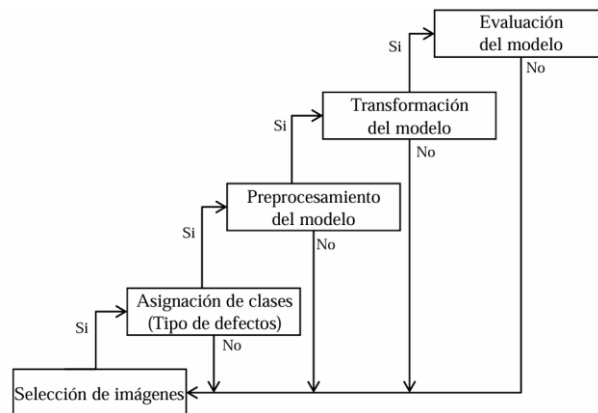 Evaluación
del modelo
Si
No
Transformación
del modelo
Si
No
Preprocesamiento
del modelo
Si
No
Asignación de clases
(Tipo de defectos)
Si
No
Selección de imágenes